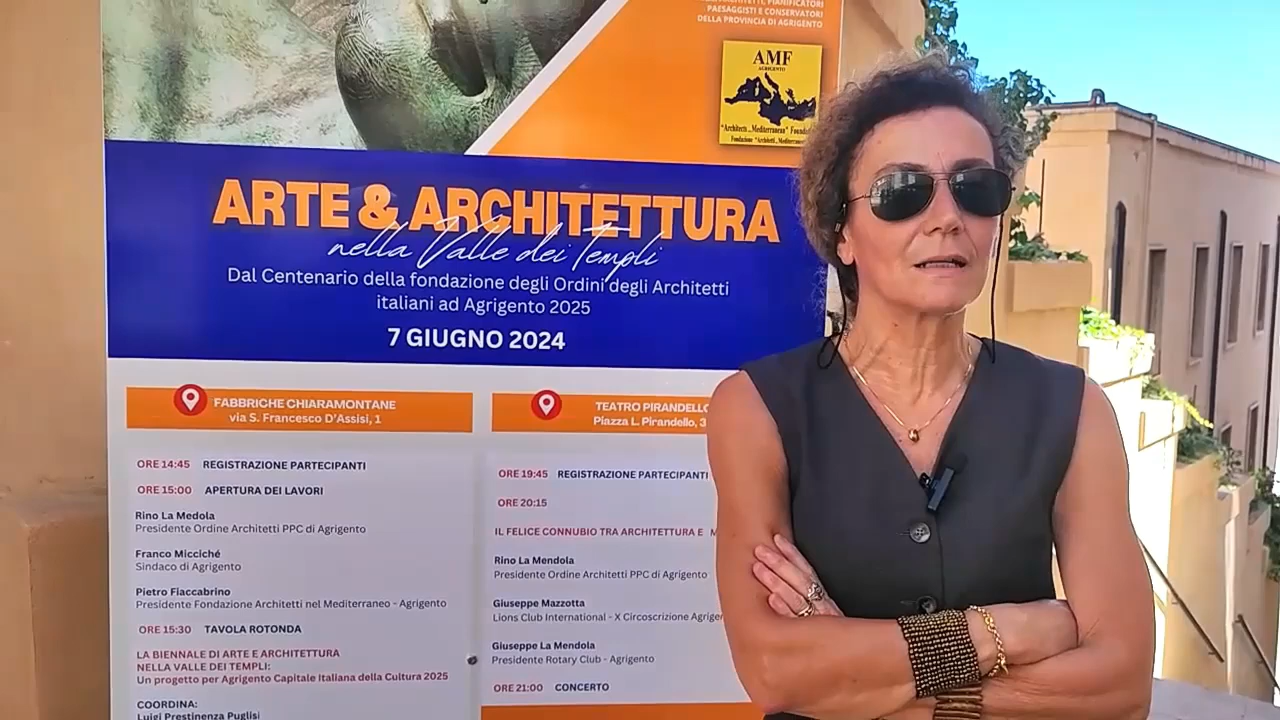 PAESAGGISTI E CONSERVATORI
DELLA PROVINCIA DI AGRIGENTO
AMF
AGRIGENTO
"Architects
Mediterranean"
Fondazione "Architetti
ARTE & ARCHITETTURA
nella Valle dei Templi
Dal Centenario della fondazione degli Ordini degli Architetti
italiani ad Agrigento 2025
7 GIUGNO 2024
FABBRICHE CHIARAMONTANE
via S. Francesco D'Assisi, 1
ORE 14:45 REGISTRAZIONE PARTECIPANTI
ORE 15:00 APERTURA DEI LAVORI
Rino La Medola
Presidente Ordine Architetti PPC di Agrigento
Franco Micciché
Sindaco di Agrigento
Pietro Fiaccabrino
Presidente Fondazione Architetti nel Mediterraneo - Agrigento
ORE 15:30 TAVOLA ROTONDA
LA BIENNALE DI ARTE E ARCHITETTURA
NELLA VALLE DEI TEMPLI:
Un progetto per Agrigento Capitale Italiana della Cultura 2025
COORDINA:
Luigi Prestinenza Puglisi
TEATRO PIRANDELLO
Piazza L. Pirandello, 3
ORE 19:45 REGISTRAZIONE PARTECIPANTI
ORE 20:15
IL FELICE CONNUBIO TRA ARCHITETTURA E M
Rino La Mendola
Presidente Ordine Architetti PPC di Agrigento
Giuseppe Mazzotta
Lions Club International - X Circoscrizione
Giuseppe La Mendola
Presidente Rotary Club - Agrigento
ORE 21:00 CONCERTO